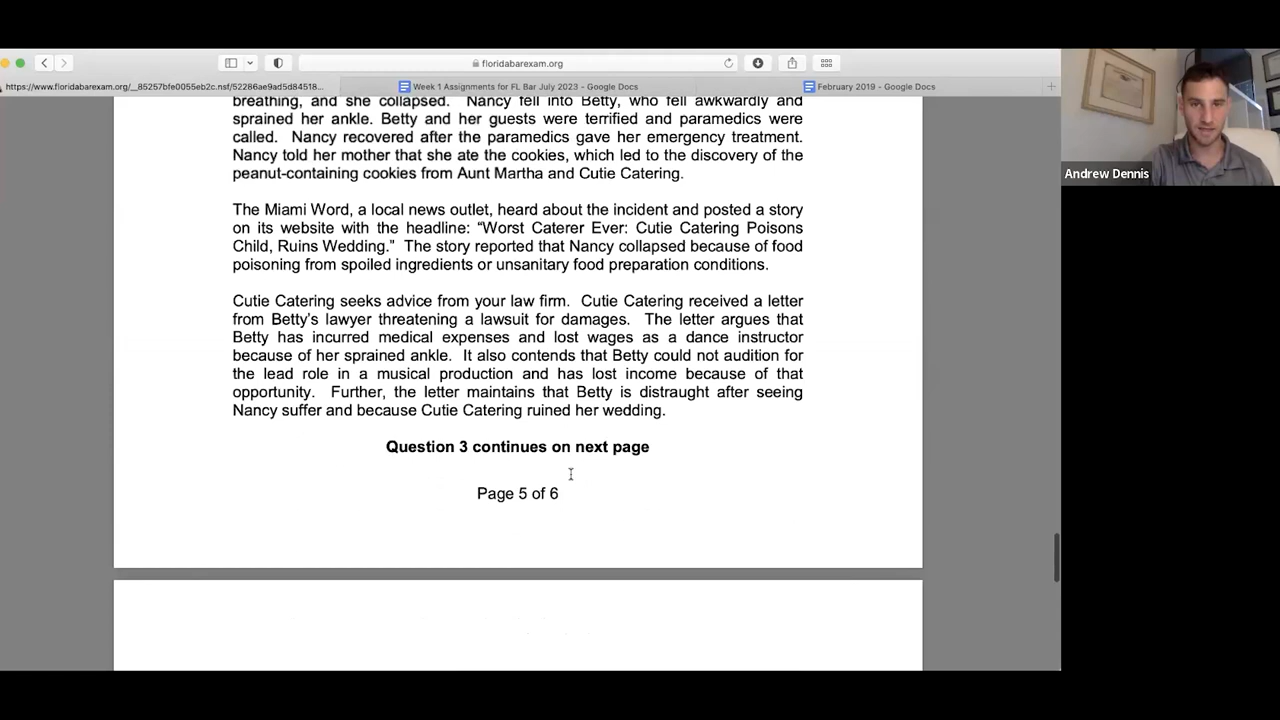 floridabarexam.org
https://www.floridabarexam.org/__85257bfe0055eb2c.nsf/52286ae9ad5d84518...
Week 1 Assignments for FL Bar July 2023 - Google Docs
February 2019 - Google Docs
breathing, and she collapsed. Nancy fell into Betty, who fell awkwardly and
sprained her ankle. Betty and her guests were terrified and paramedics were
called. Nancy recovered after the paramedics gave her emergency treatment.
Nancy told her mother that she ate the cookies, which led to the discovery of the
peanut-containing cookies from Aunt Martha and Cutie Catering.
The Miami Word, a local news outlet, heard about the incident and posted a story
on its website with the headline: “Worst Caterer Ever: Cutie Catering Poisons
Child, Ruins Wedding.” The story reported that Nancy collapsed because of food
poisoning from spoiled ingredients or unsanitary food preparation conditions.
Cutie Catering seeks advice from your law firm. Cutie Catering received a letter
from Betty’s lawyer threatening a lawsuit for damages. The letter argues that
Betty has incurred medical expenses and lost wages as a dance instructor
because of her sprained ankle. It also contends that Betty could not audition for
the lead role in a musical production and has lost income because of that
opportunity. Further, the letter maintains that Betty is distraught after seeing
Nancy suffer and because Cutie Catering ruined her wedding.
Question 3 continues on next page
Page 5 of 6
Andrew Dennis